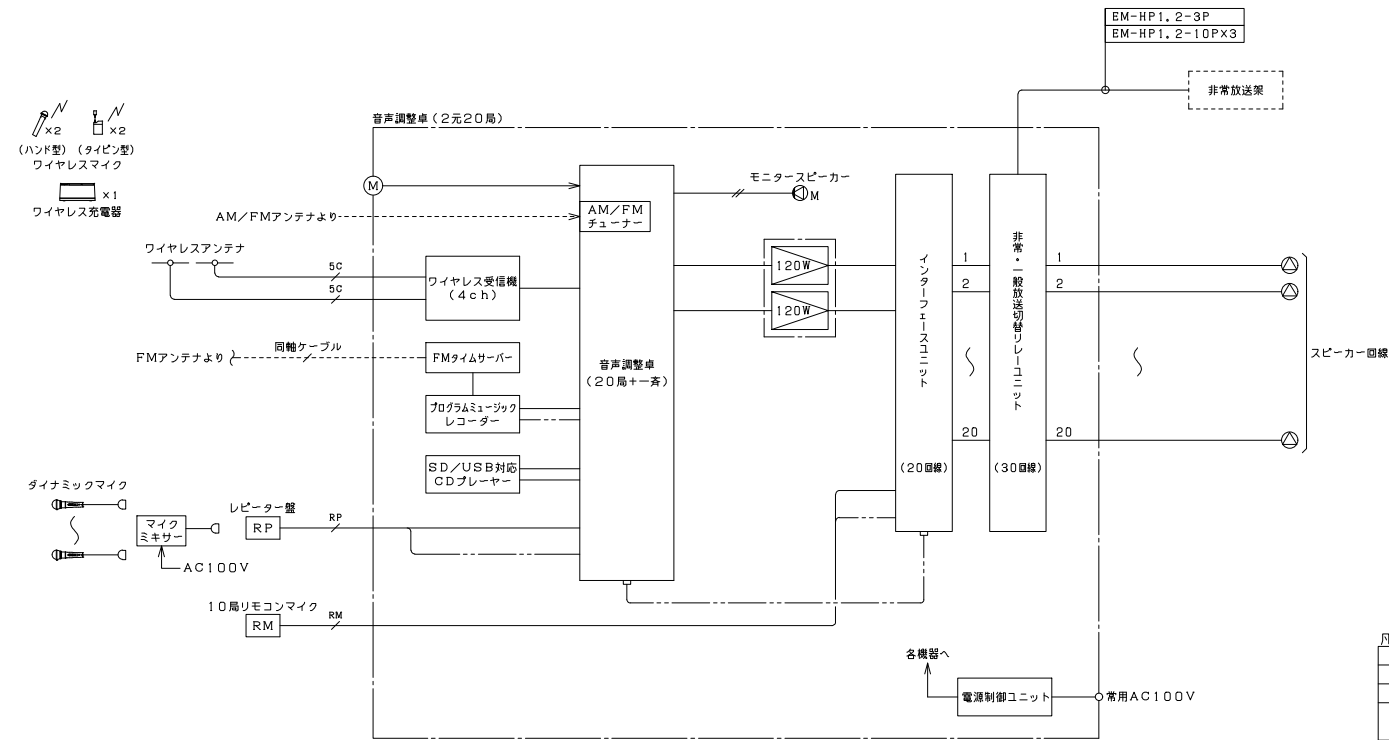 EM-HP1.2-3P
EM-HP1.2-10P×3
非常放送架
×2
×2
(ハンド型)
(タイピン型)
ワイヤレスマイク
×1
ワイヤレス充電器
音声調整卓(2元20局)
M
モニタースピーカー
M
AM/FMアンテナより
AM/FM
チューナー
ワイヤレスアンテナ
5C
5C
ワイヤレス受信機
(4ch)
120W
120W
インターフェースユニット
(20回線)
1
2
20
非常・一般放送切替リレーユニット
(30回線)
1
2
20
スピーカー回線
FMアンテナより
同軸ケーブル
FMタイムサーバー
音声調整卓
(20局+一斉)
プログラムミュージック
レコーダー
SD/USB対応
CDプレーヤー
ダイナミックマイク
マイク
ミキサー
AC100V
レピーター盤
RP
RP
10局リモコンマイク
RM
RM
各機器へ
電源制御ユニット
常用AC100V